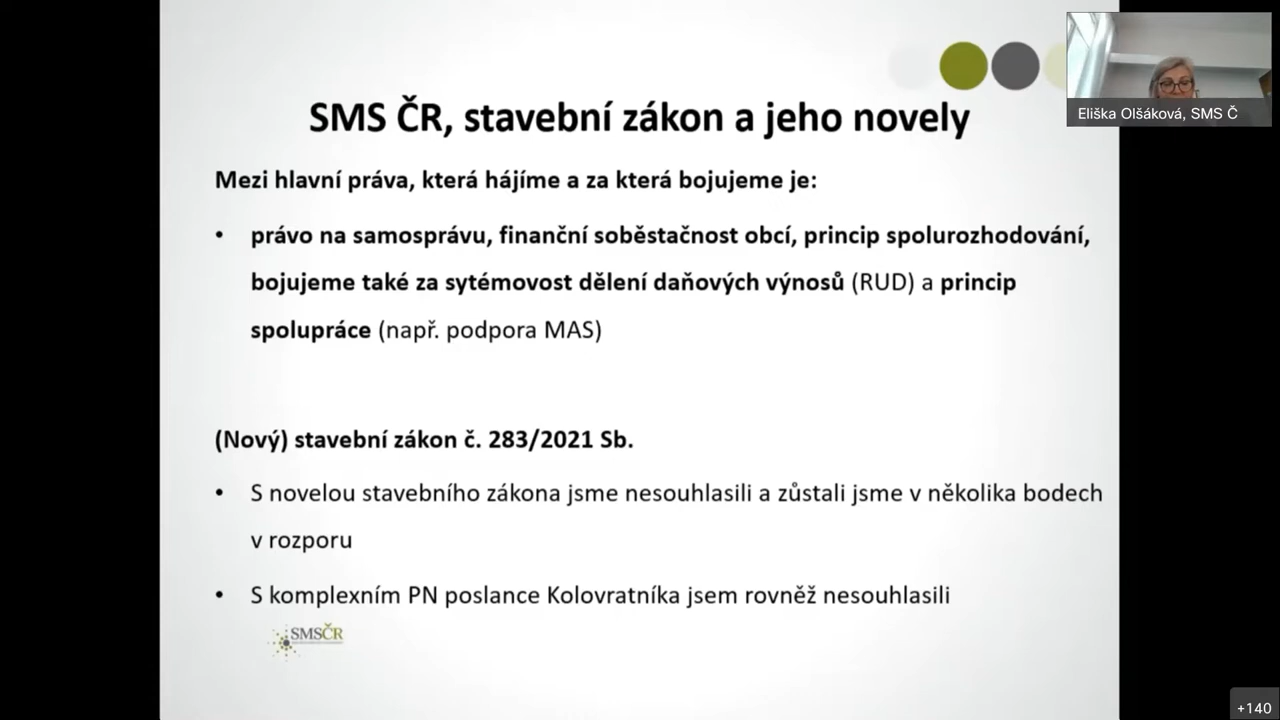 SMS ČR, stavební zákon a jeho novely
Mezi hlavní práva, která hájíme a za která bojujeme je:
• právo na samosprávu, finanční soběstačnost obcí, princip spolurozhodování,
bojujeme také za sytémovost dělení daňových výnosů (RUD) a princip
spolupráce (např. podpora MAS)
(Nový) stavební zákon č. 283/2021 Sb.
• S novelou stavebního zákona jsme nesouhlasili a zůstali jsme v několika bodech
v rozporu
• S komplexním PN poslance Kolovratníka jsem rovněž nesouhlasili
SMSČR
Eliška Olšáková, SMS Č
+140